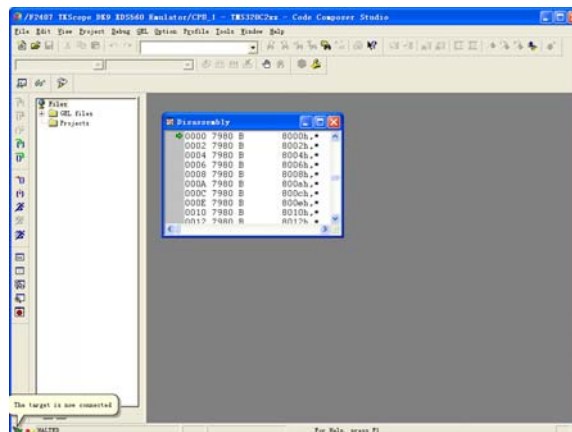 /F2407 TKScope DK9 XDS560 Emulator/CPU_1 - TMS320C2xx - Code Composer Studio
File Edit View Project Debug GEL Option Profile Tools Window Help
Files
GEL files
Projects
Disassembly
0000 7980 B 8000h,*
0002 7980 B 8002h,*
0004 7980 B 8004h,*
0006 7980 B 8006h,*
0008 7980 B 8008h,*
000A 7980 B 800ah,*
000C 7980 B 800ch,*
000E 7980 B 800eh,*
0010 7980 B 8010h,*
0012 7980 B 8012h,*
The target is now connected
HALTED
For Help, press F1